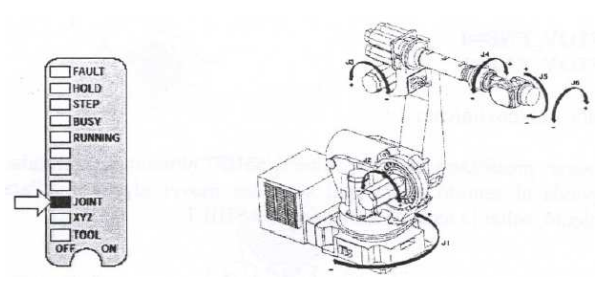 FAULT
HOLD
STEP
BUSY
RUNNING
JOINT
XYZ
TOOL
OFF ON
J3
J4
J5
J6
J2
J1